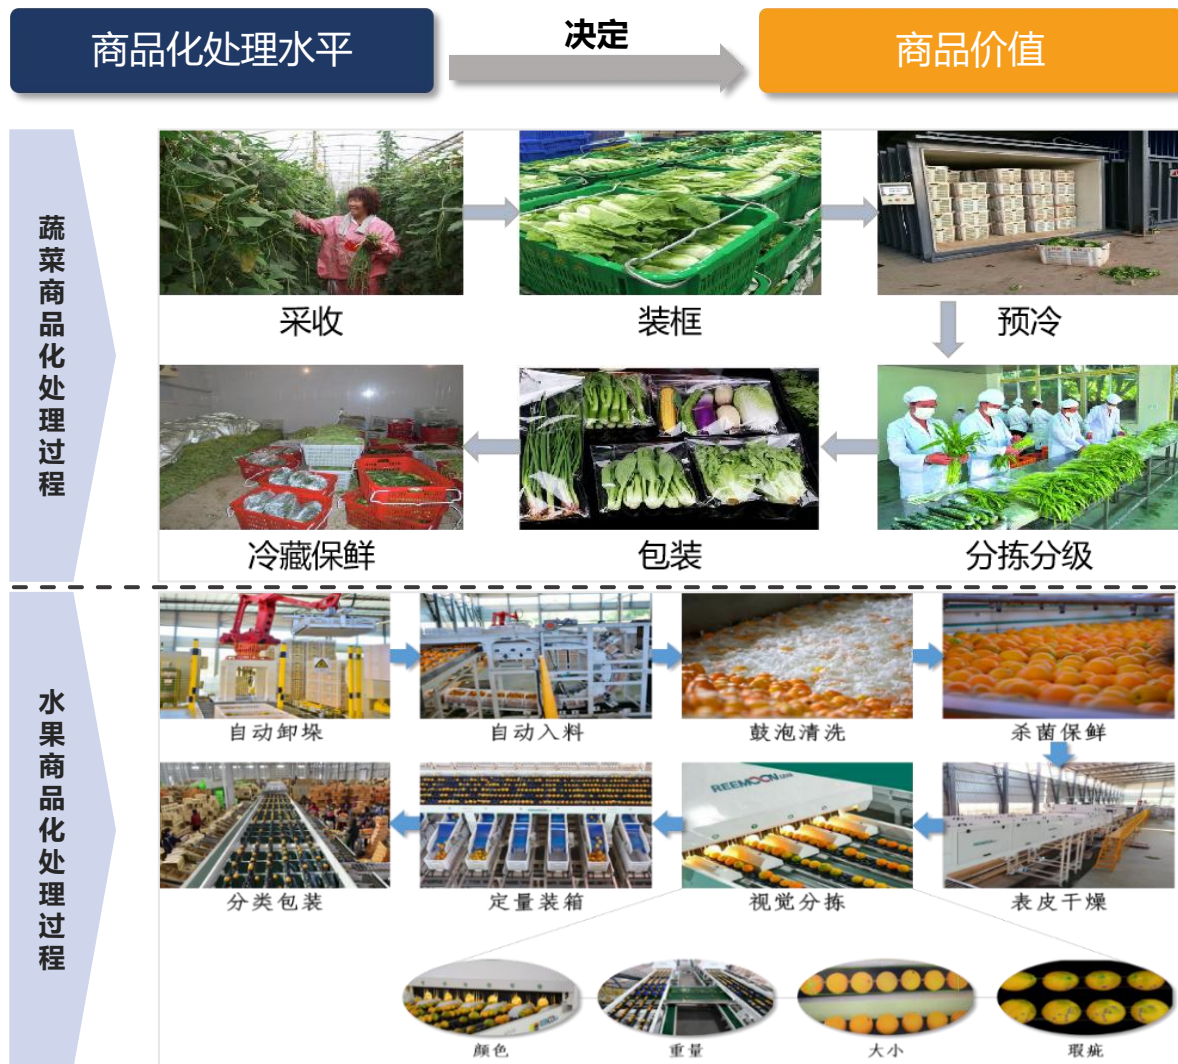 商品化处理水平
决定
商品价值
蔬菜商品化处理过程
采收
装框
预冷
冷藏保鲜
包装
分拣分级
水果商品化处理过程
自动卸垛
自动入料
鼓泡清洗
杀菌保鲜
REEMOON
分类包装
定量装箱
视觉分拣
表皮干燥
颜色
重量
大小
瑕疵